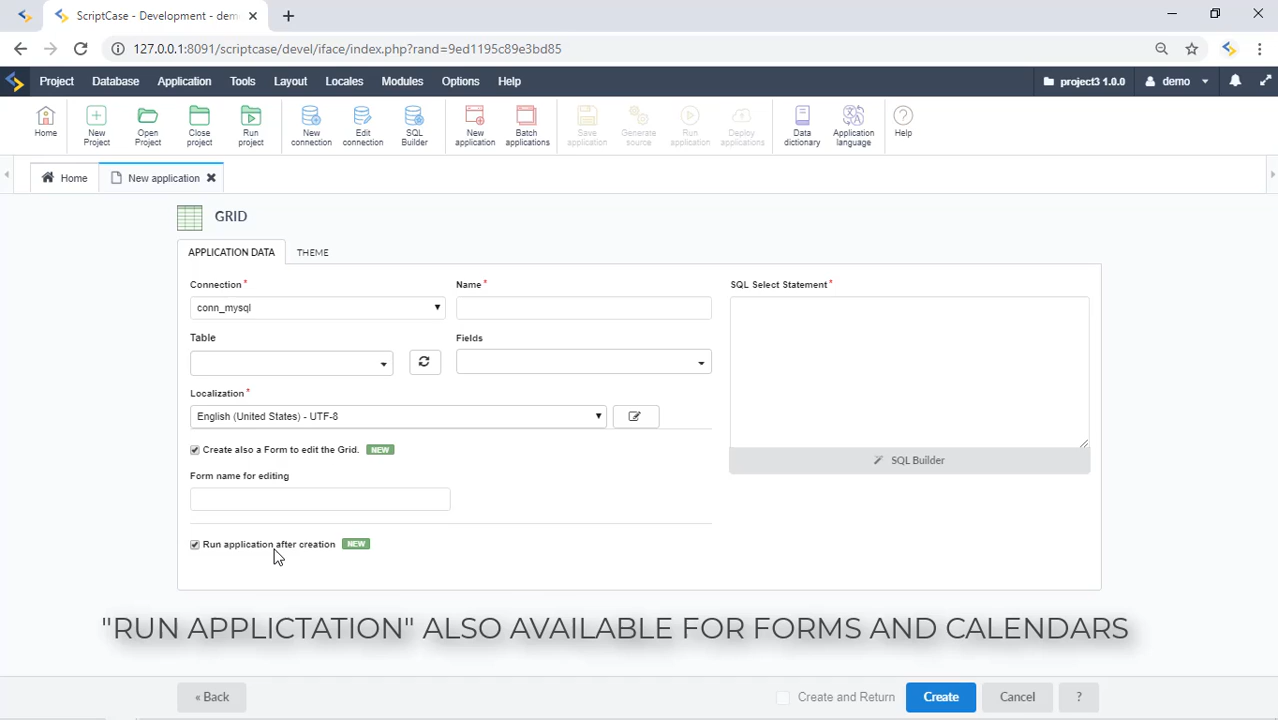 ScriptCase - Development - dem
127.0.0.1:8091/scriptcase/devel/iface/index.php?rand=9ed1195c89e3bd85
Project Database Application Tools Layout Locales Modules Options Help project3 1.0.0 demo
Home
New Project
Open Project
Close project
Run project
New connection
Edit connection
SQL Builder
New application
Batch applications
Save application
Generate source
Run application
Deploy applications
Data dictionary
Application language
Help
Home New application
GRID
APPLICATION DATA THEME
Connection *
conn_mysql
Name *
SQL Select Statement *
Table
Fields
Localization *
English (United States) - UTF-8
Create also a Form to edit the Grid. NEW
SQL Builder
Form name for editing
Run application after creation NEW
"RUN APPLICTATION" ALSO AVAILABLE FOR FORMS AND CALENDARS
« Back Create and Return Create Cancel ?